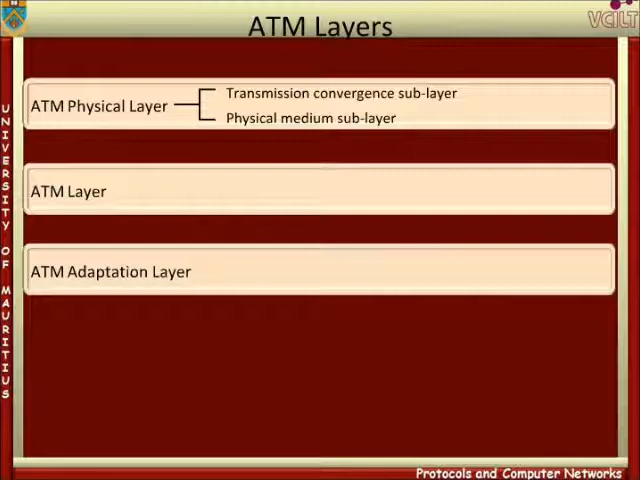 ATM Layers
VCILT
ATM Physical Layer
Transmission convergence sub-layer
Physical medium sub-layer
ATM Layer
ATM Adaptation Layer
UNIVERSITY OF MAURITIUS
Protocols and Computer Networks